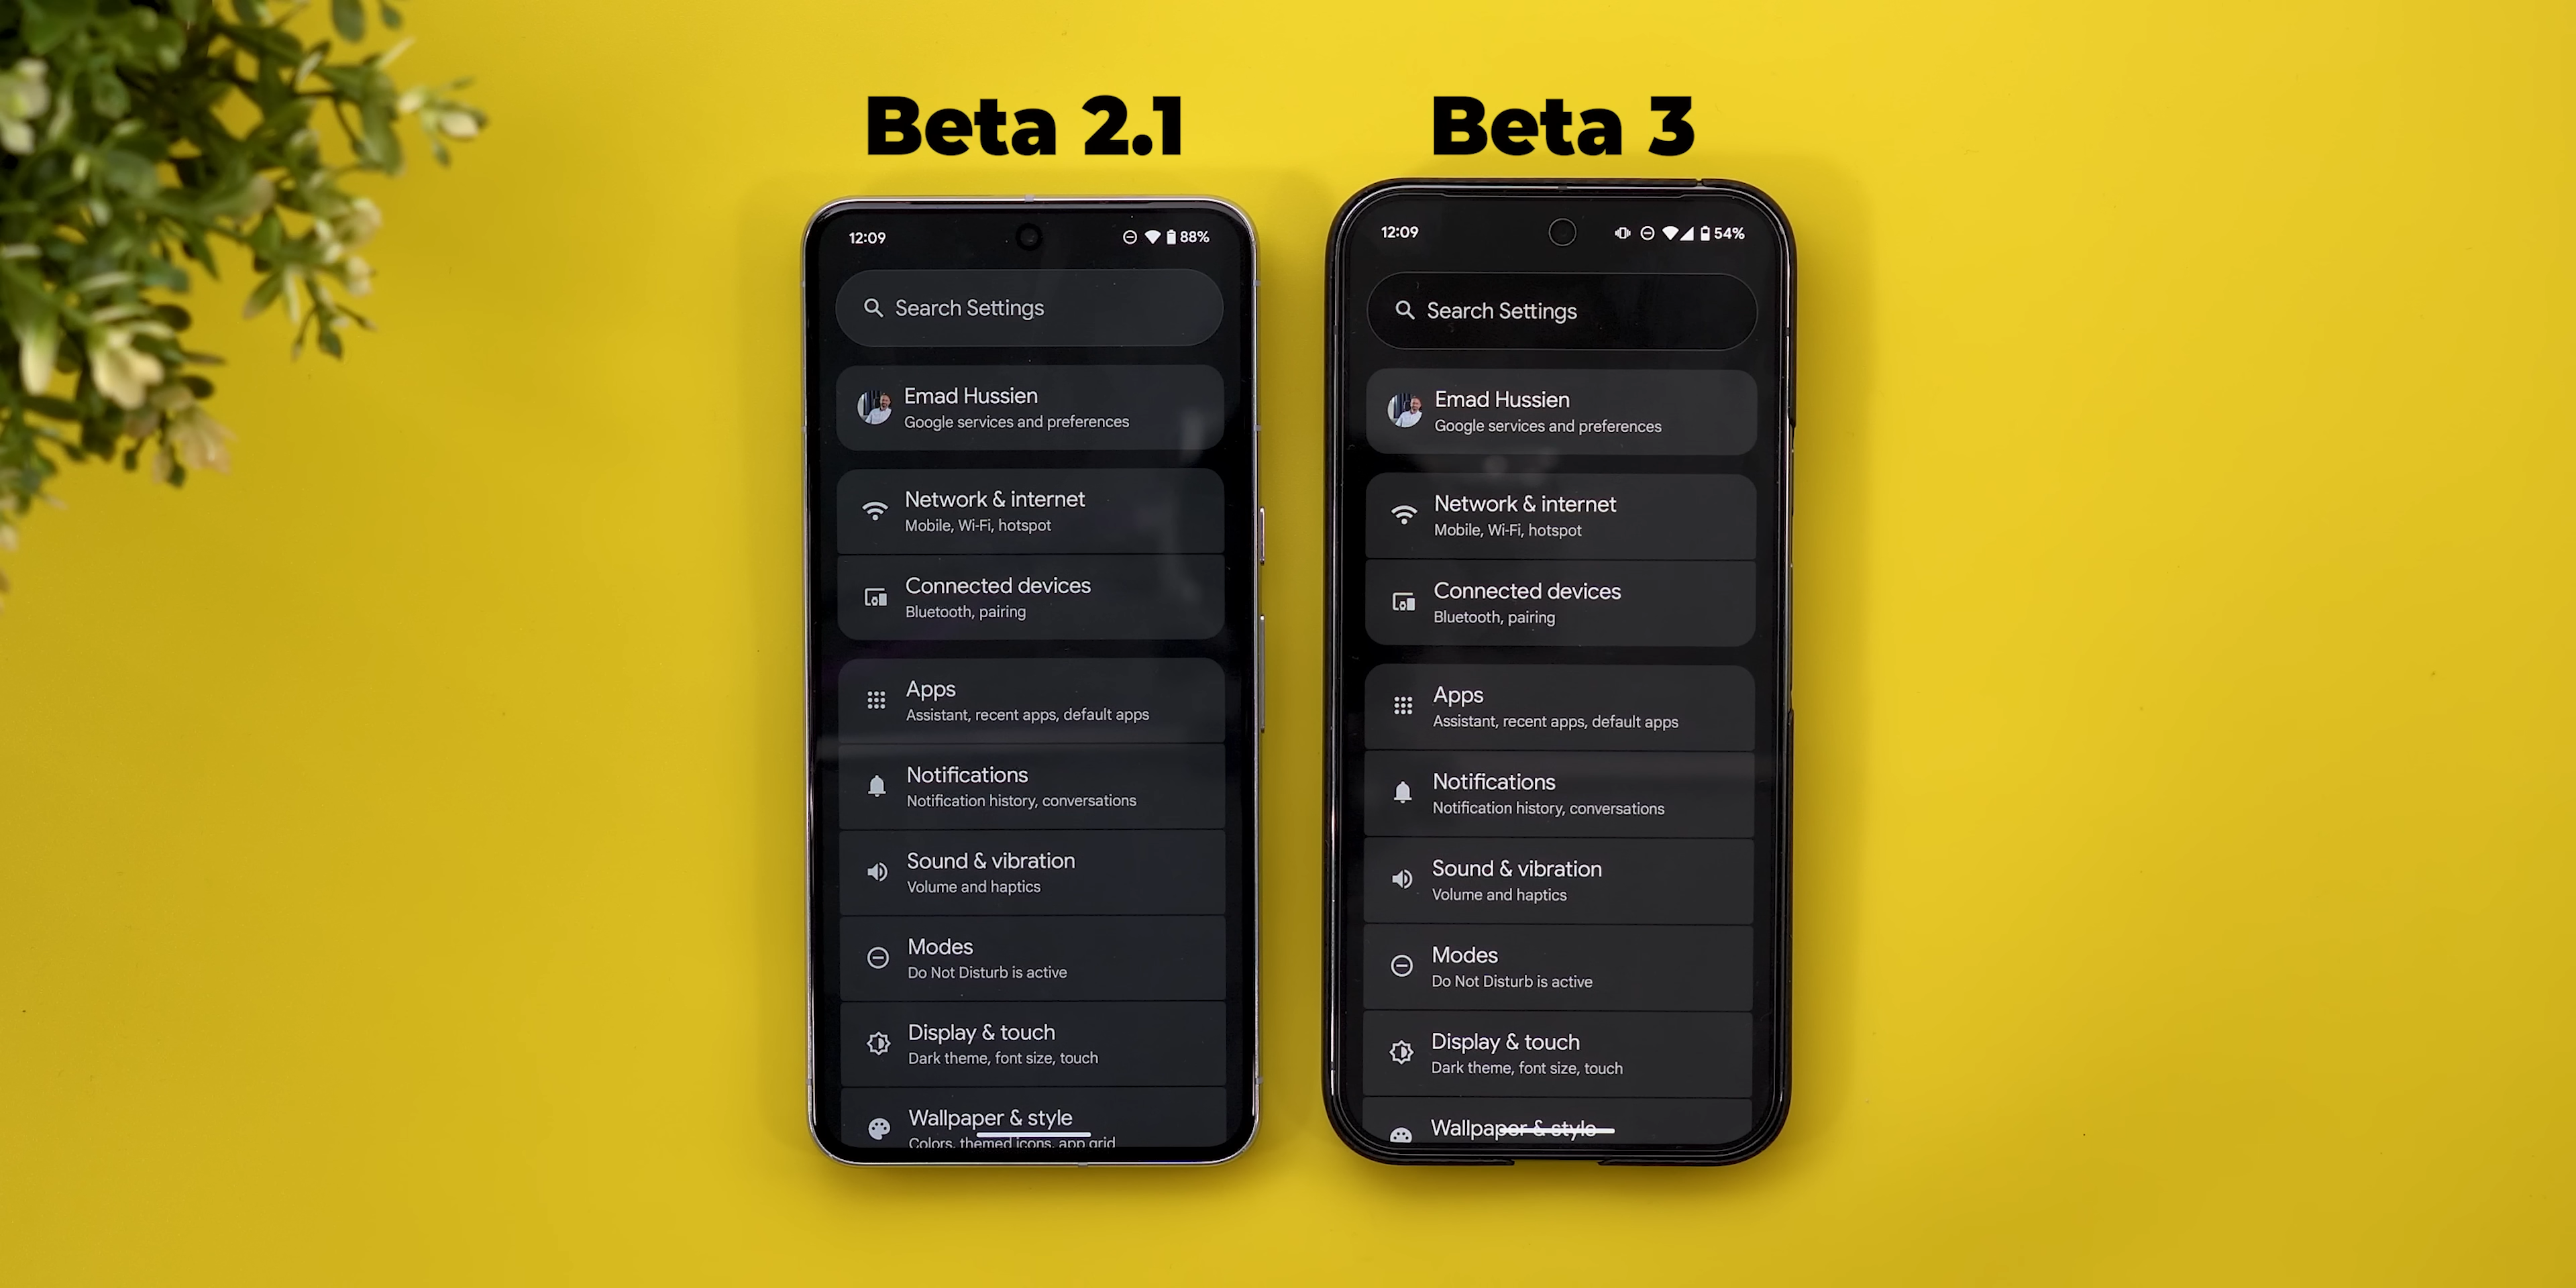 Beta 2.1
12:09
88%
Search Settings
Emad Hussien
Google services and preferences
Network & internet
Mobile, Wi-Fi, hotspot
Connected devices
Bluetooth, pairing
Apps
Assistant, recent apps, default apps
Notifications
Notification history, conversations
Sound & vibration
Volume and haptics
Modes
Do Not Disturb is active
Display & touch
Dark theme, font size, touch
Wallpaper & style
Colors, themed icons, app grid
Beta 3
12:09
54%
Search Settings
Emad Hussien
Google services and preferences
Network & internet
Mobile, Wi-Fi, hotspot
Connected devices
Bluetooth, pairing
Apps
Assistant, recent apps, default apps
Notifications
Notification history, conversations
Sound & vibration
Volume and haptics
Modes
Do Not Disturb is active
Display & touch
Dark theme, font size, touch
Wallpaper & style